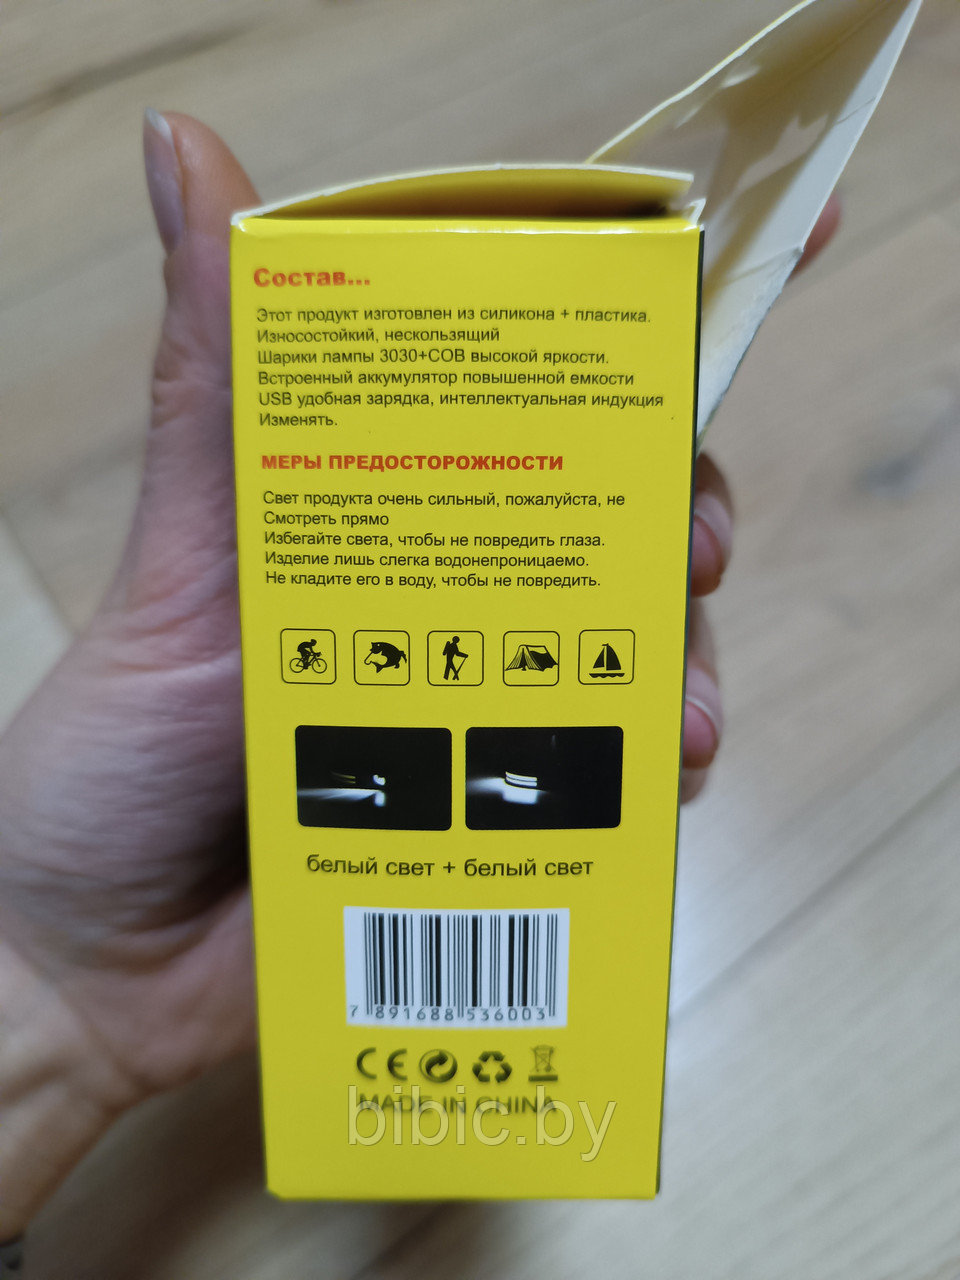 Состав...
Этот продукт изготовлен из силикона + пластика.
Износостойкий, нескользящий
Шарики лампы 3030+COB высокой яркости.
Встроенный аккумулятор повышенной емкости
USB удобная зарядка, интеллектуальная индукция
Изменять.
МЕРЫ ПРЕДОСТОРОЖНОСТИ
Свет продукта очень сильный, пожалуйста, не
Смотреть прямо
Избегайте света, чтобы не повредить глаза.
Изделие лишь слегка водонепроницаемо.
Не кладите его в воду, чтобы не повредить.
белый свет + белый свет
7 891688 536003
CE
MADE IN CHINA
bibic.by